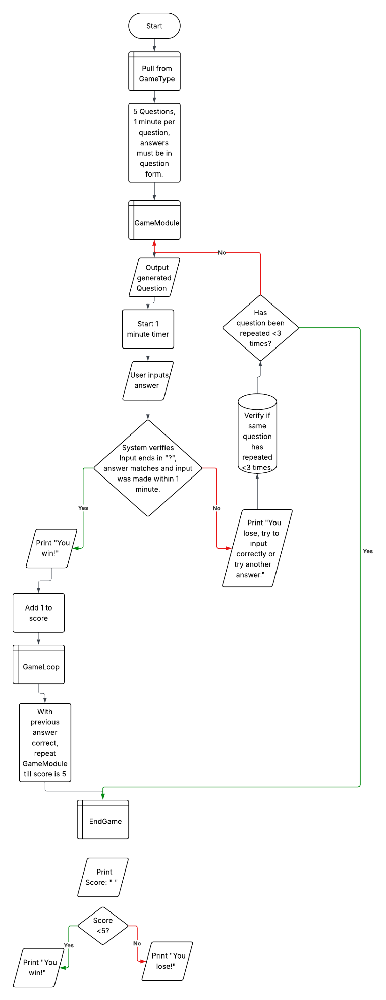 Start
Pull from
GameType
5 Questions,
1 minute per
question,
answers
must be in
question
form.
GameModule
No
Output
generated
Question
Has
question been
repeated <3
times?
Start 1
minute timer
User inputs
answer
Verify if
same
question
has
repeated
<3 times.
System verifies
Input ends in "?",
answer matches and input
was made within 1
minute.
Yes
No
Print "You
lose, try to
input
correctly or
try another
answer."
Yes
Print "You
win!"
Add 1 to
score
GameLoop
With
previous
answer
correct,
repeat
GameModule
till score is 5
EndGame
Print
Score: " "
Score
<5?
Yes
No
Print "You
win!"
Print "You
lose!"